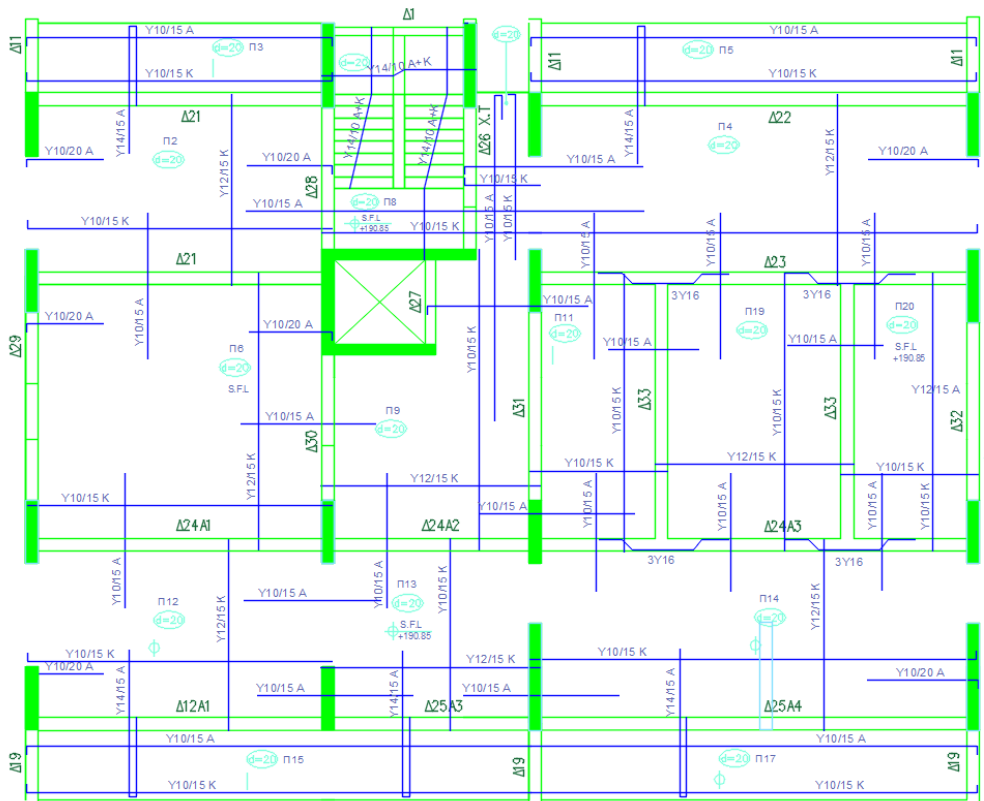 Δ1
Y10/15 A
Δ11
d=20 Π3
Y10/15 K
d=20
Y14/10 A+K
d=20
Y10/15 A
Δ11
d=20 Π5
Δ11
Y10/15 K
Δ21
Y14/15 A
Π2
d=20
Y10/20 A
Y12/15 K
Y10/20 A
Δ28
Y14/10 A+K
Y14/10 A+K
Δ26 Χ.Τ
Y10/15 A
Y14/15 A
Π4
d=20
Δ22
Y12/15 K
Y10/20 A
Y10/15 K
Y10/15 K
Y10/15 A
d=20 Π8
S.F.L
+190.85
Y10/15 K
Y10/15 A
Y10/15 K
Y10/15 A
Y10/15 A
Y10/15 A
Δ21
Δ23
Y10/15 A
Δ27
Y10/15 A
3Y16
3Y16
Y10/20 A
Δ29
Y10/20 A
Π6
d=20
S.F.L
Y10/15 K
Π11
d=20
Y10/15 A
Π19
d=20
Y10/15 A
Π20
d=20
S.F.L
+190.85
Y12/15 A
Y10/15 A
Π9
d=20
Δ30
Δ31
Y10/15 K
Δ33
Y10/15 K
Δ33
Δ32
Y12/15 K
Y10/15 K
Y12/15 K
Y10/15 K
Y12/15 K
Y10/15 K
Y10/15 A
Y10/15 A
Y10/15 A
Y10/15 A
Y10/15 K
Δ24A1
Δ24A2
Δ24A3
3Y16
3Y16
Y10/15 A
Y10/15 A
Π12
d=20
Y12/15 K
Y10/15 A
Π13
d=20
S.F.L
+190.85
Y10/15 K
Π14
d=20
Y12/15 K
Y10/15 K
Y10/20 A
Y14/15 A
Y12/15 K
Y10/15 K
Y10/20 A
Δ12A1
Y10/15 A
Y14/15 A
Y10/15 A
Δ25A3
Y14/15 A
Δ25A4
Δ19
Y10/15 A
d=20 Π15
Δ19
Y10/15 A
d=20 Π17
Δ19
Y10/15 K
Y10/15 K